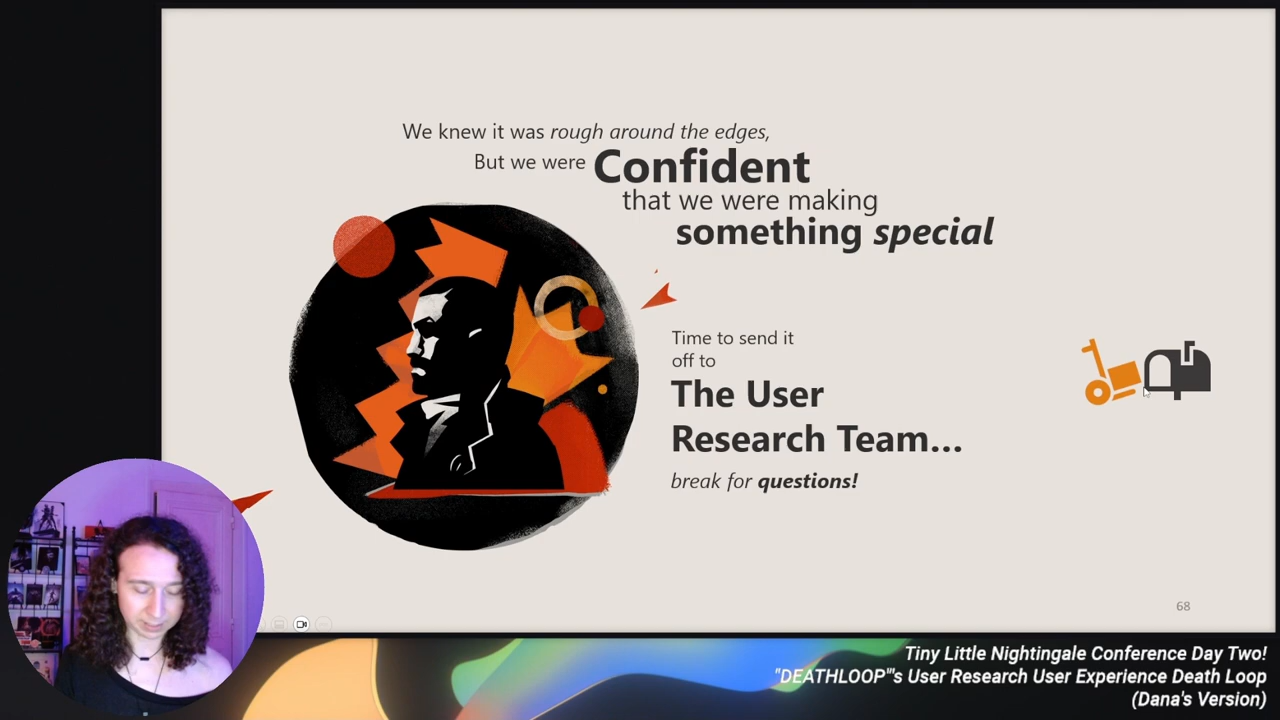 We knew it was rough around the edges,
But we were Confident
that we were making
something special
Time to send it
off to
The User
Research Team...
break for questions!
68
Tiny Little Nightingale Conference Day Two!
"DEATHLOOP"'s User Research User Experience Death Loop
(Dana's Version)